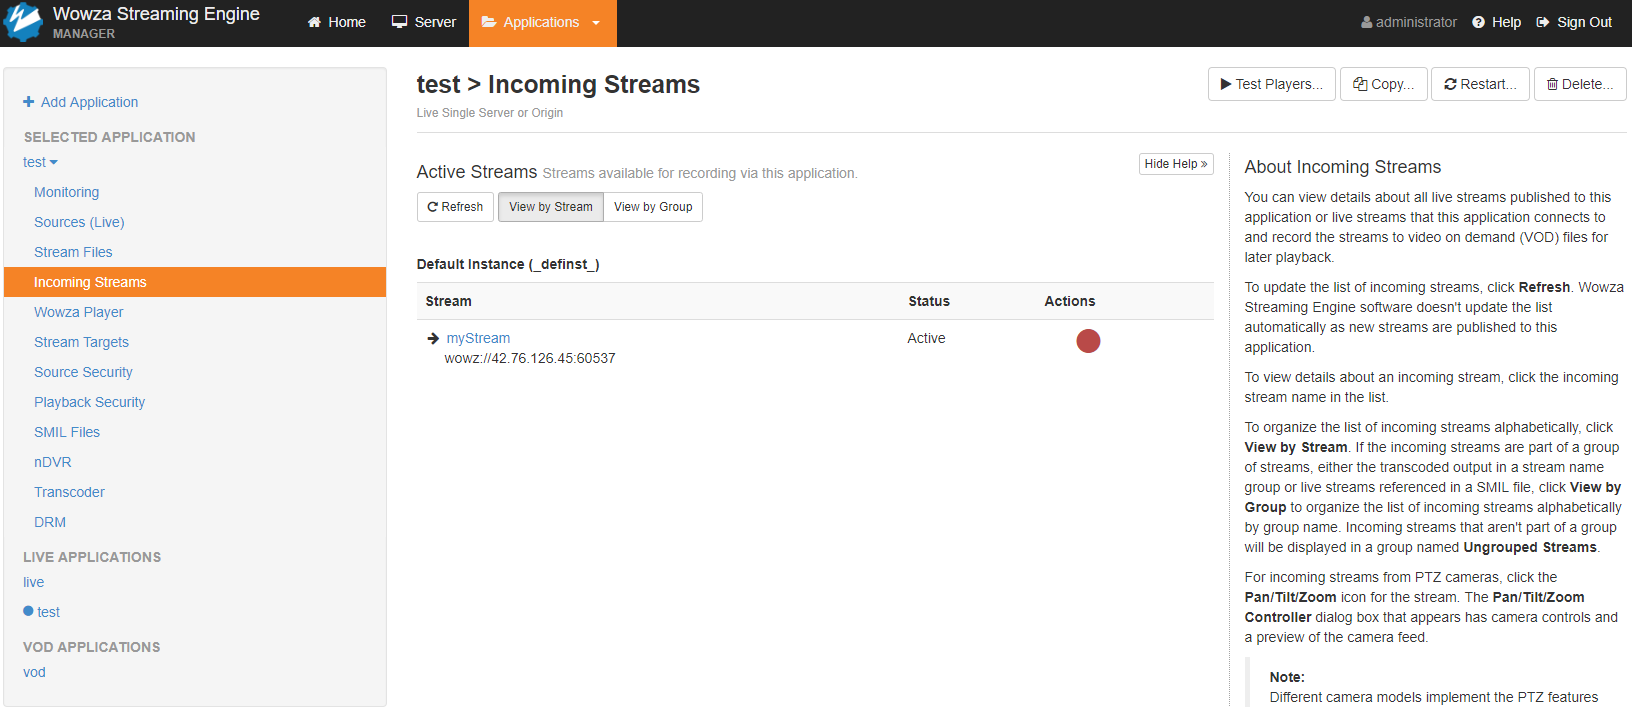 Wowza Streaming Engine
MANAGER
Home
Server
Applications
administrator
Help
Sign Out
Add Application
SELECTED APPLICATION
test
Monitoring
Sources (Live)
Stream Files
Incoming Streams
Wowza Player
Stream Targets
Source Security
Playback Security
SMIL Files
nDVR
Transcoder
DRM
LIVE APPLICATIONS
live
test
VOD APPLICATIONS
vod
test > Incoming Streams
Live Single Server or Origin
Test Players...
Copy...
Restart...
Delete...
Active Streams Streams available for recording via this application.
Hide Help »
Refresh
View by Stream
View by Group
Default Instance (_definst_)
Stream Status Actions
myStream Active
wowz://42.76.126.45:60537
About Incoming Streams
You can view details about all live streams published to this
application or live streams that this application connects to
and record the streams to video on demand (VOD) files for
later playback.
To update the list of incoming streams, click Refresh. Wowza
Streaming Engine software doesn't update the list
automatically as new streams are published to this
application.
To view details about an incoming stream, click the incoming
stream name in the list.
To organize the list of incoming streams alphabetically, click
View by Stream. If the incoming streams are part of a group
of streams, either the transcoded output in a stream name
group or live streams referenced in a SMIL file, click View by
Group to organize the list of incoming streams alphabetically
by group name. Incoming streams that aren't part of a group
will be displayed in a group named Ungrouped Streams.
For incoming streams from PTZ cameras, click the
Pan/Tilt/Zoom icon for the stream. The Pan/Tilt/Zoom
Controller dialog box that appears has camera controls and
a preview of the camera feed.
Note:
Different camera models implement the PTZ features